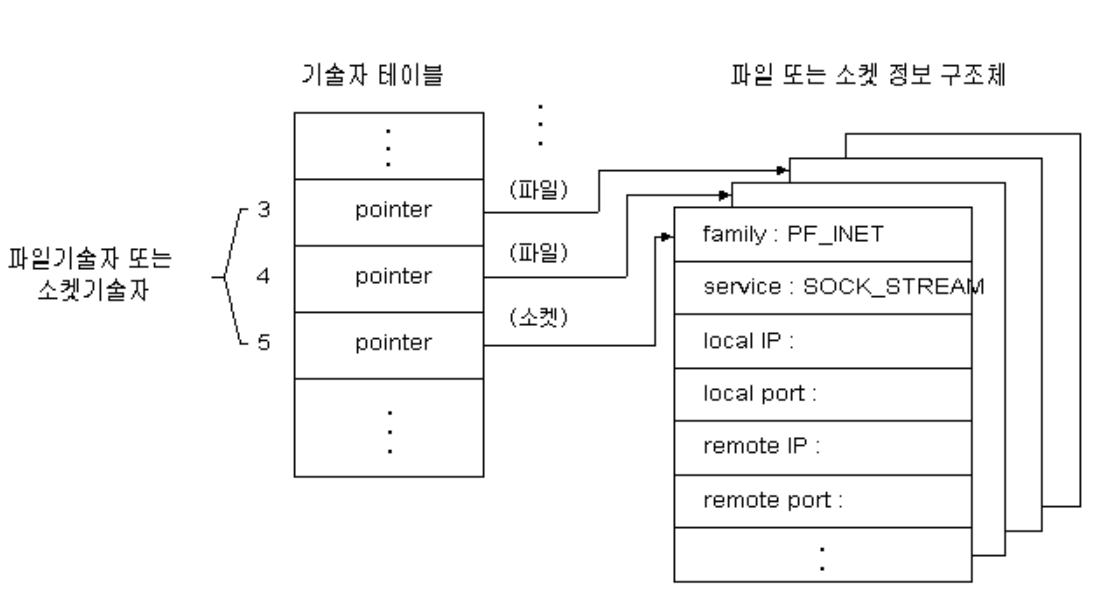 기술자 테이블
파일 또는 소켓 정보 구조체
파일기술자 또는
소켓기술자
3
pointer
(파일)
4
pointer
(파일)
5
pointer
(소켓)
family : PF_INET
service : SOCK_STREAM
local IP :
local port :
remote IP :
remote port :